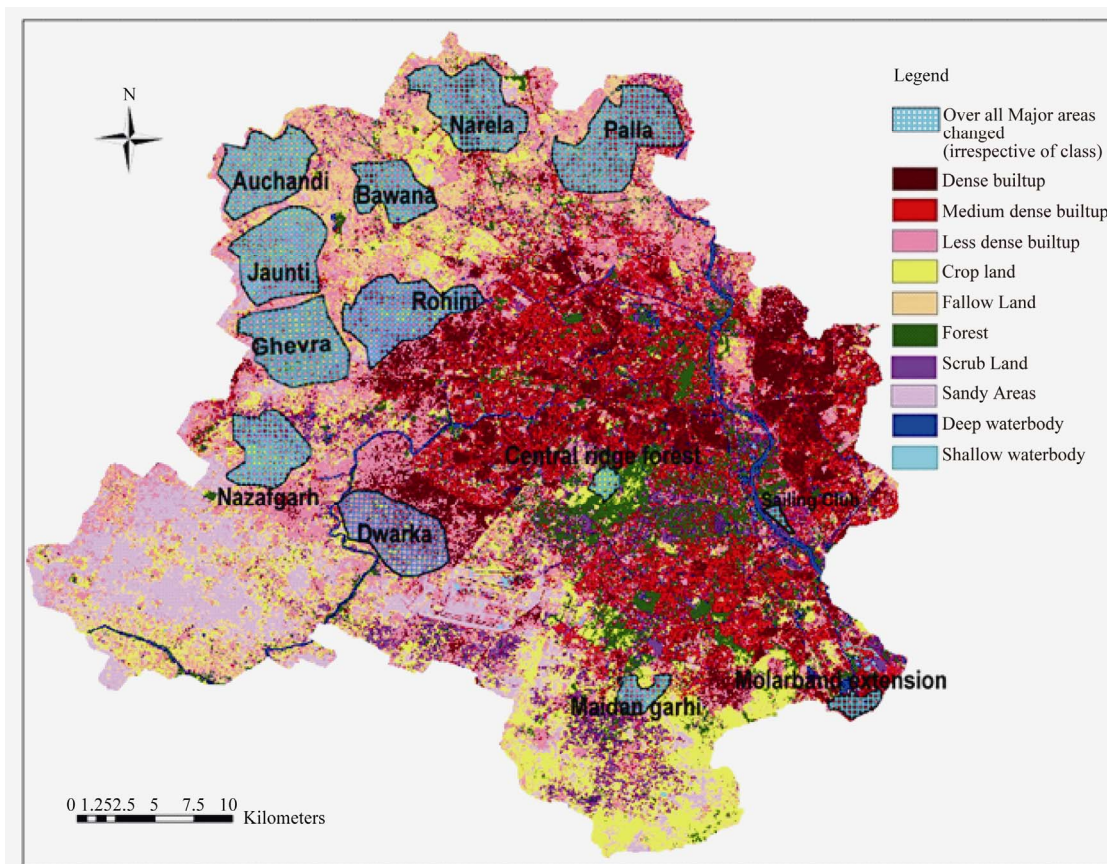 N
Narela
Palla
Auchandi
Bawana
Jaunti
Rohini
Ghevra
Central ridge forest
Nazafgarh
Sailing Club
Dwarka
Molarband extension
Maidan garhi
0 1.252.5 5 7.5 10
Kilometers
Legend
Over all Major areas
changed
(irrespective of class)
Dense builtup
Medium dense builtup
Less dense builtup
Crop land
Fallow Land
Forest
Scrub Land
Sandy Areas
Deep waterbody
Shallow waterbody